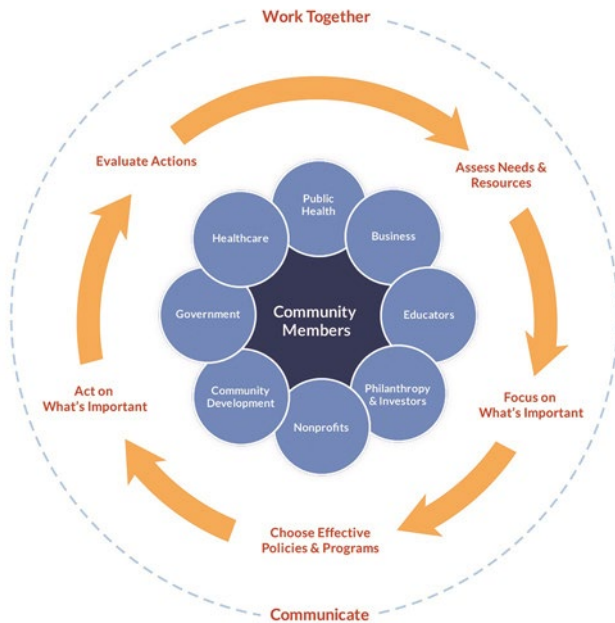 Work Together
Evaluate Actions
Assess Needs &
Resources
Public
Health
Healthcare
Business
Government
Community
Members
Educators
Community
Development
Philanthropy
& Investors
Nonprofits
Act on
What's Important
Focus on
What's Important
Choose Effective
Policies & Programs
Communicate